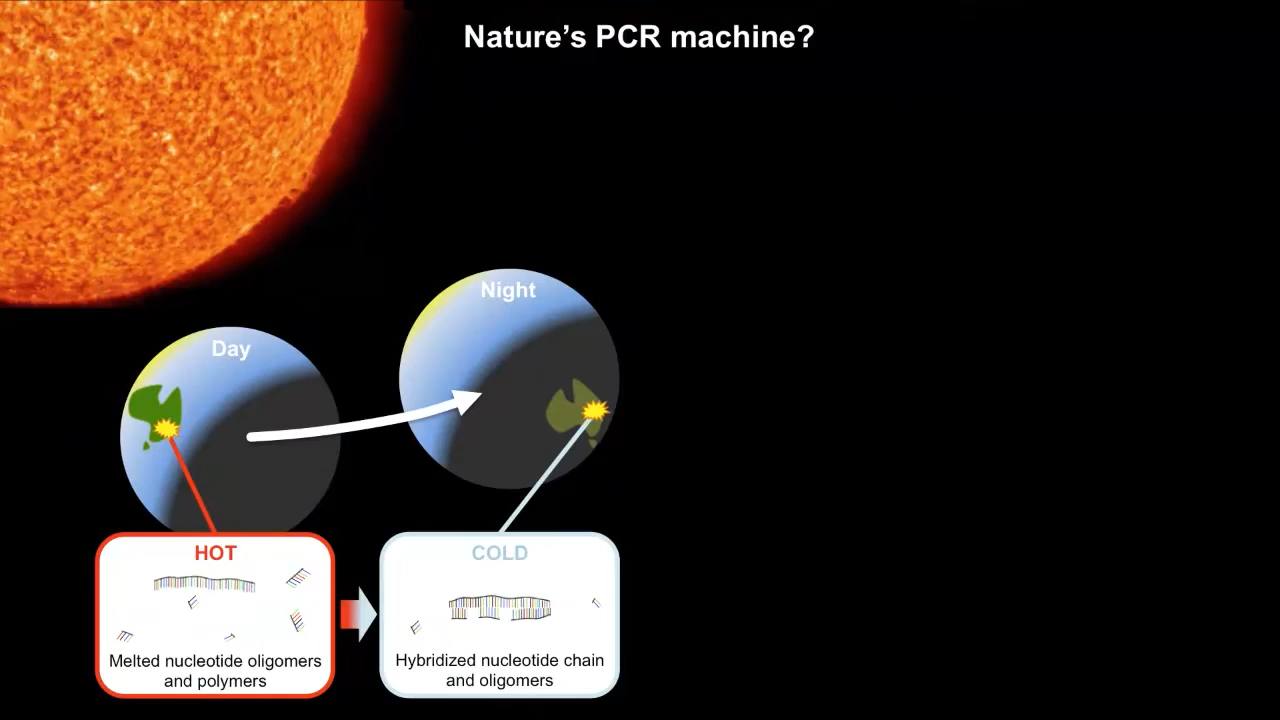 Nature’s PCR machine?
Night
Day
HOT
Melted nucleotide oligomers
and polymers
COLD
Hybridized nucleotide chain
and oligomers